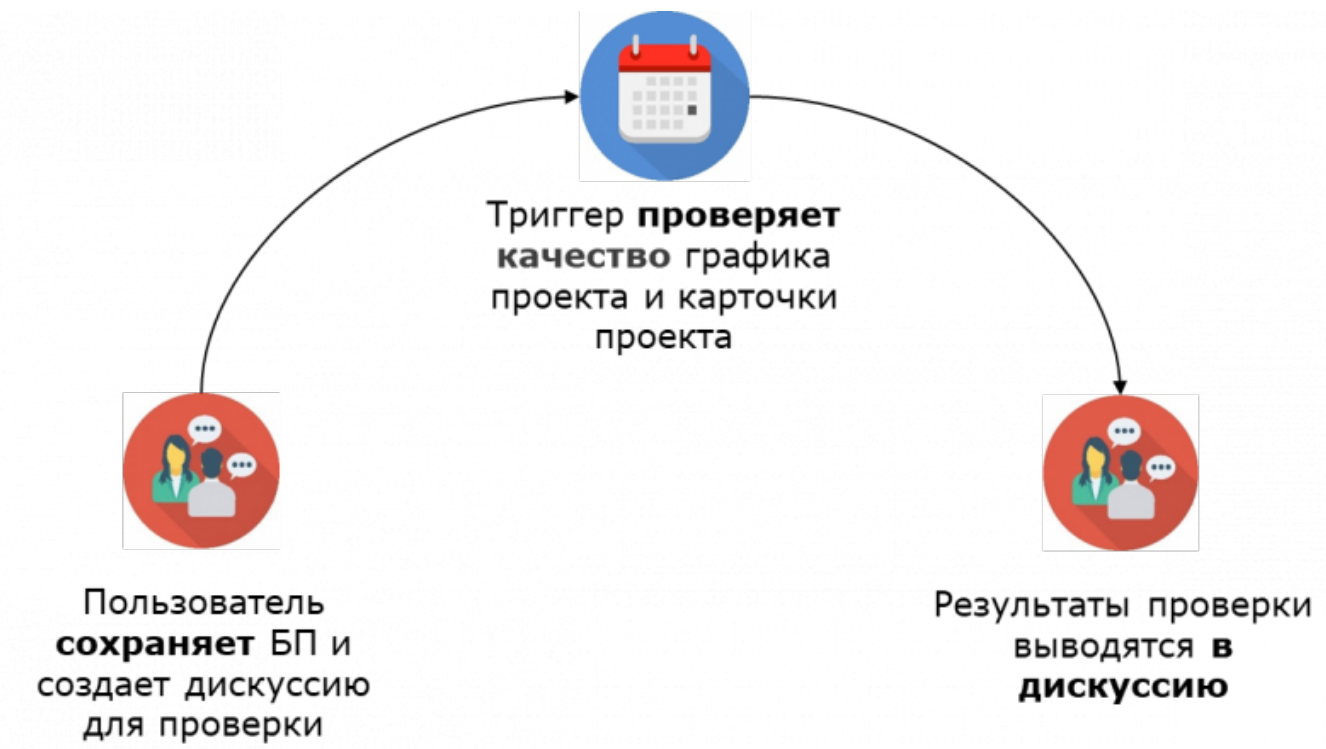 Триггер проверяет
качество графика
проекта и карточки
проекта
Пользователь
сохраняет БП и
создает дискуссию
для проверки
Результаты проверки
выводятся в
дискуссию